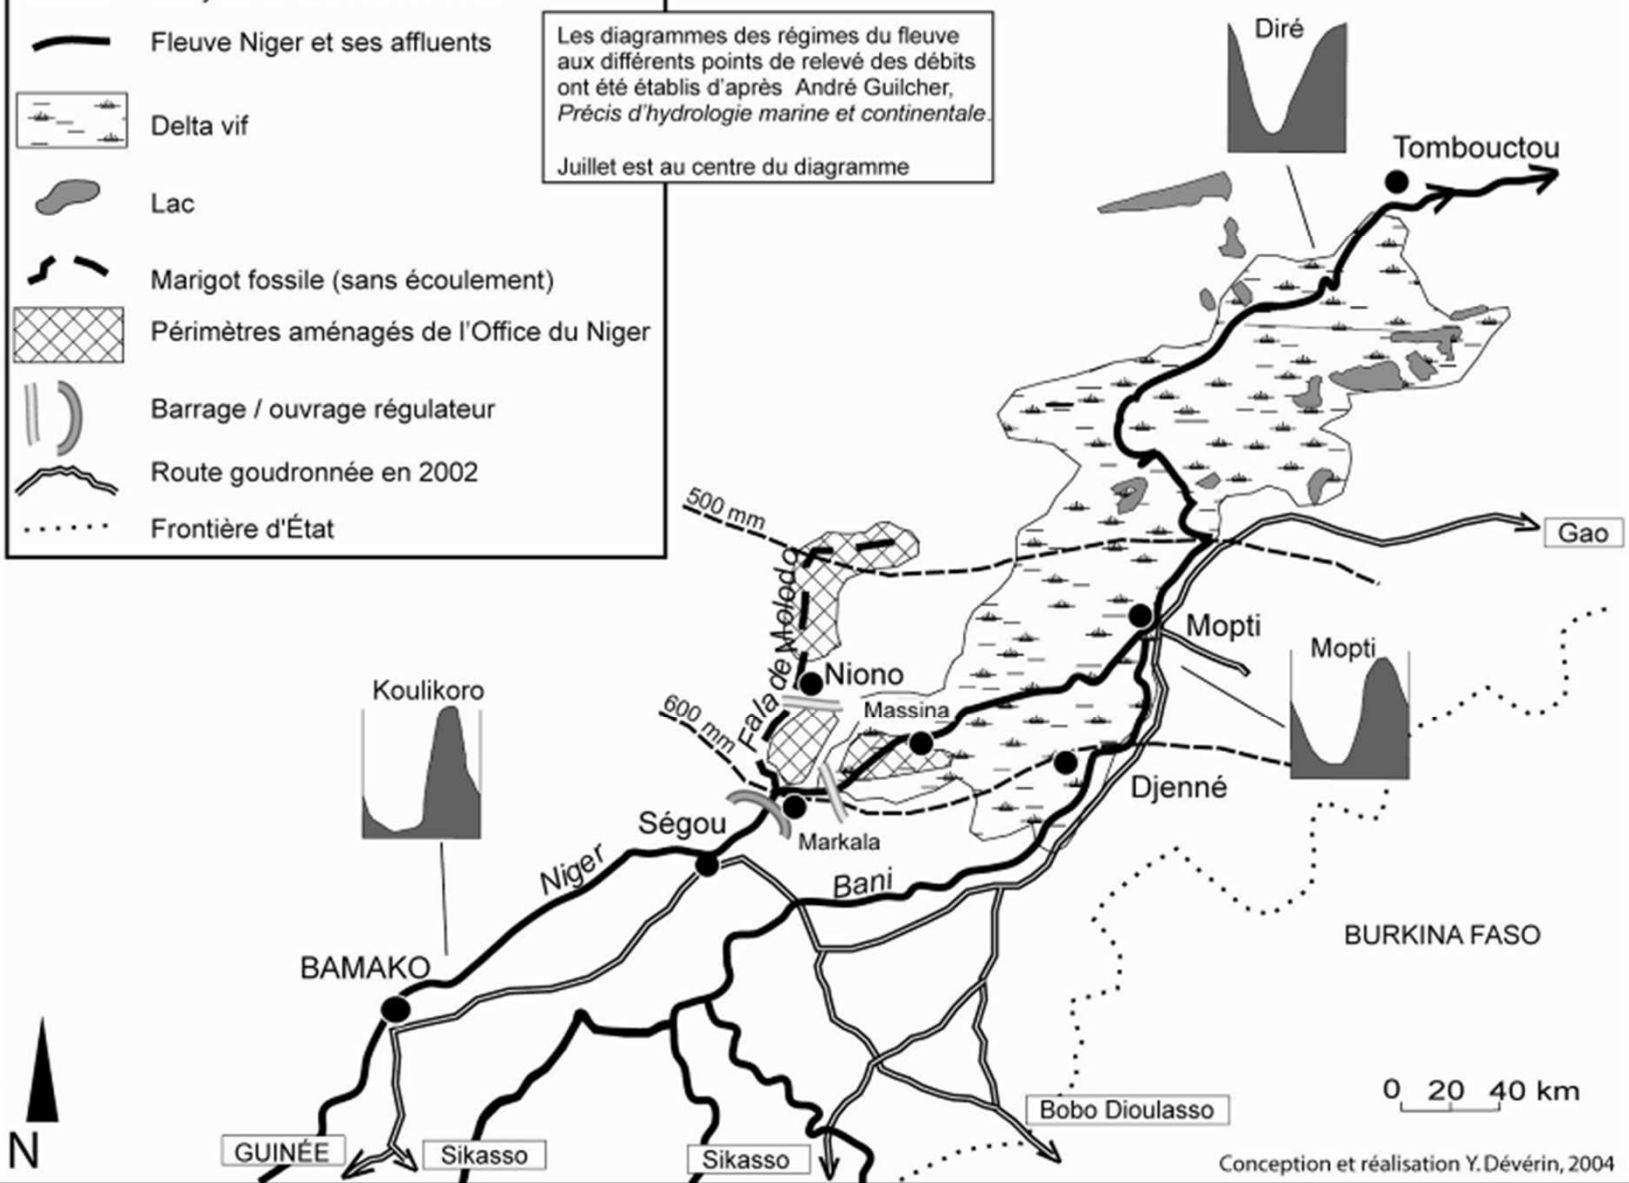 Fleuve Niger et ses affluents
Delta vif
Lac
Marigot fossile (sans écoulement)
Périmètres aménagés de l'Office du Niger
Barrage / ouvrage régulateur
Route goudronnée en 2002
Frontière d'État
Les diagrammes des régimes du fleuve
aux différents points de relevé des débits
ont été établis d'après André Guilcher,
Précis d'hydrologie marine et continentale.
Juillet est au centre du diagramme
Diré
Tombouctou
500 mm
Gao
Fala de Molodo
Mopti
Mopti
Niono
Koulikoro
600 mm
Massina
Djenné
Ségou
Markala
Niger
Bani
BURKINA FASO
BAMAKO
0 20 40 km
Bobo Dioulasso
N
GUINÉE
Sikasso
Sikasso
Conception et réalisation Y. Dévérin, 2004